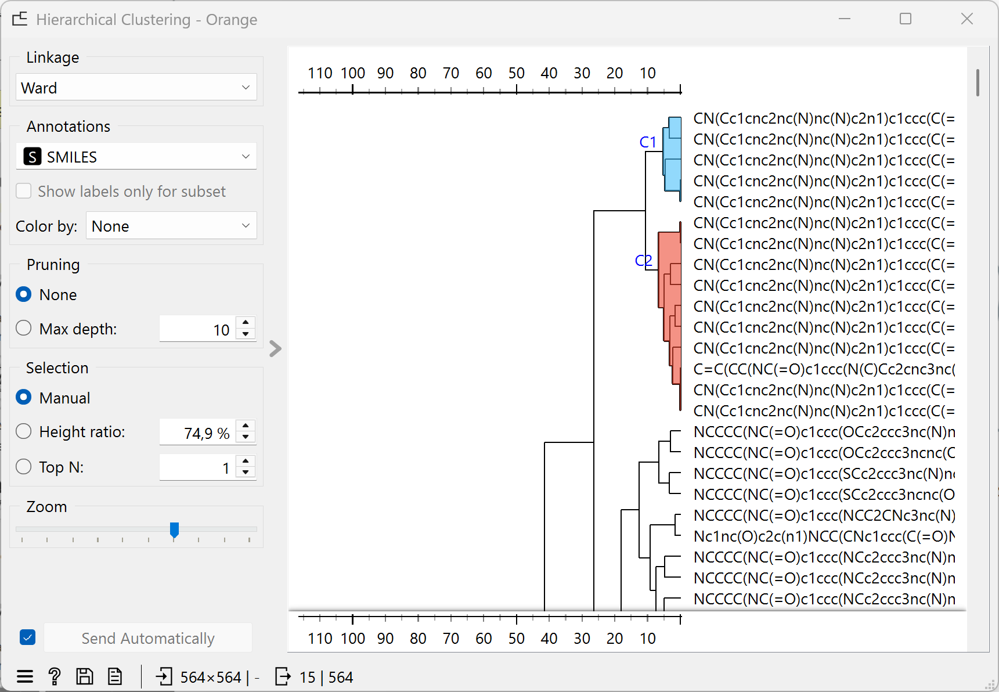 Hierarchical Clustering - Orange
Linkage
Ward
Annotations
S SMILES
Show labels only for subset
Color by: None
Pruning
None
Max depth: 10
Selection
Manual
Height ratio: 74,9 %
Top N: 1
Zoom
Send Automatically
564×564 | - 15 | 564
110 100 90 80 70 60 50 40 30 20 10
C1
C2
CN(Cc1cnc2nc(N)nc(N)c2n1)c1ccc(C(=
CN(Cc1cnc2nc(N)nc(N)c2n1)c1ccc(C(=
CN(Cc1cnc2nc(N)nc(N)c2n1)c1ccc(C(=
CN(Cc1cnc2nc(N)nc(N)c2n1)c1ccc(C(=
CN(Cc1cnc2nc(N)nc(N)c2n1)c1ccc(C(=
CN(Cc1cnc2nc(N)nc(N)c2n1)c1ccc(C(=
CN(Cc1cnc2nc(N)nc(N)c2n1)c1ccc(C(=
CN(Cc1cnc2nc(N)nc(N)c2n1)c1ccc(C(=
CN(Cc1cnc2nc(N)nc(N)c2n1)c1ccc(C(=
CN(Cc1cnc2nc(N)nc(N)c2n1)c1ccc(C(=
CN(Cc1cnc2nc(N)nc(N)c2n1)c1ccc(C(=
CN(Cc1cnc2nc(N)nc(N)c2n1)c1ccc(C(=
C=C(CC(NC(=O)c1ccc(N(C)Cc2cnc3nc(
CN(Cc1cnc2nc(N)nc(N)c2n1)c1ccc(C(=
CN(Cc1cnc2nc(N)nc(N)c2n1)c1ccc(C(=
NCCCC(NC(=O)c1ccc(OCc2ccc3nc(N)n
NCCCC(NC(=O)c1ccc(OCc2ccc3ncnc(O
NCCCC(NC(=O)c1ccc(SCc2ccc3nc(N)nc
NCCCC(NC(=O)c1ccc(SCc2ccc3ncnc(O
NCCCC(NC(=O)c1ccc(NCC2CNc3nc(N)
Nc1nc(O)c2c(n1)NCC(CNc1ccc(C(=O)N
NCCCC(NC(=O)c1ccc(NCc2ccc3nc(N)n
NCCCC(NC(=O)c1ccc(NCc2ccc3nc(N)n
NCCCC(NC(=O)c1ccc(NCc2ccc3nc(N)n
110 100 90 80 70 60 50 40 30 20 10